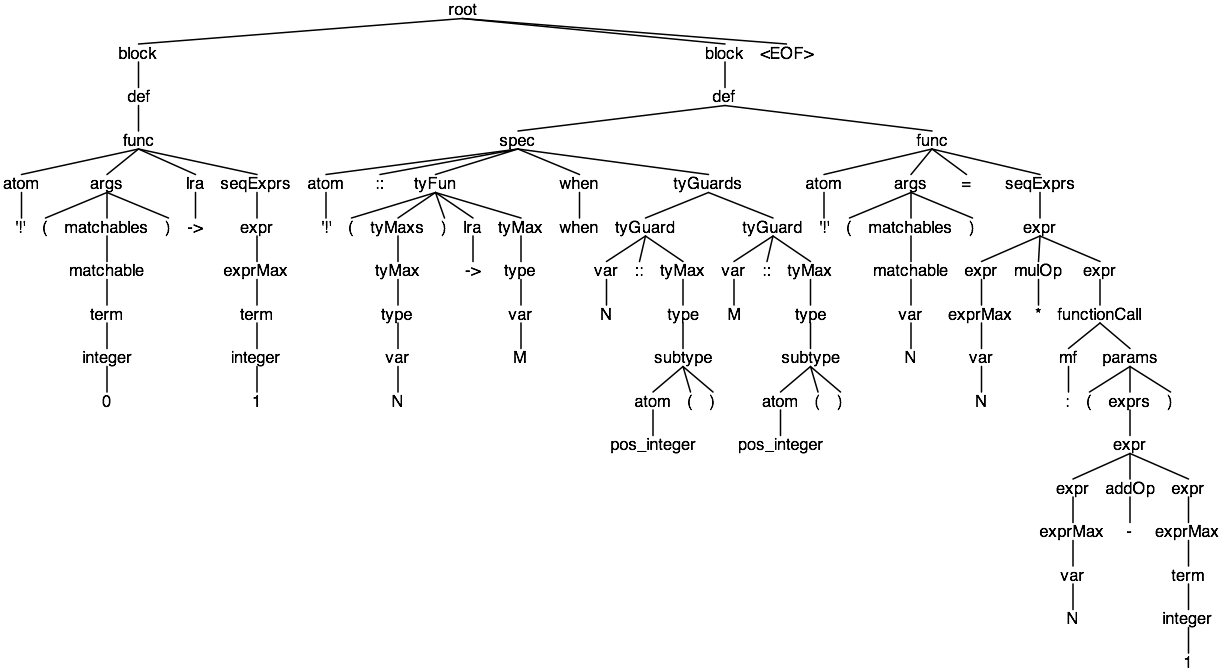 root
block block <EOF>
def def
func spec func
atom args lra seqExprs atom :: tyFun when tyGuards atom args = seqExprs
'!' ( matchables ) -> expr '!' ( tyMaxs ) lra tyMax when tyGuard tyGuard '!' ( matchables ) expr
matchable exprMax tyMax -> type var :: tyMax var :: tyMax matchable expr mulOp expr
term term type var N type M type var exprMax * functionCall
integer integer var M subtype subtype N var mf params
0 1 N atom ( ) atom ( ) N : ( exprs )
pos_integer pos_integer expr
expr addOp expr
exprMax - exprMax
var term
N integer
1